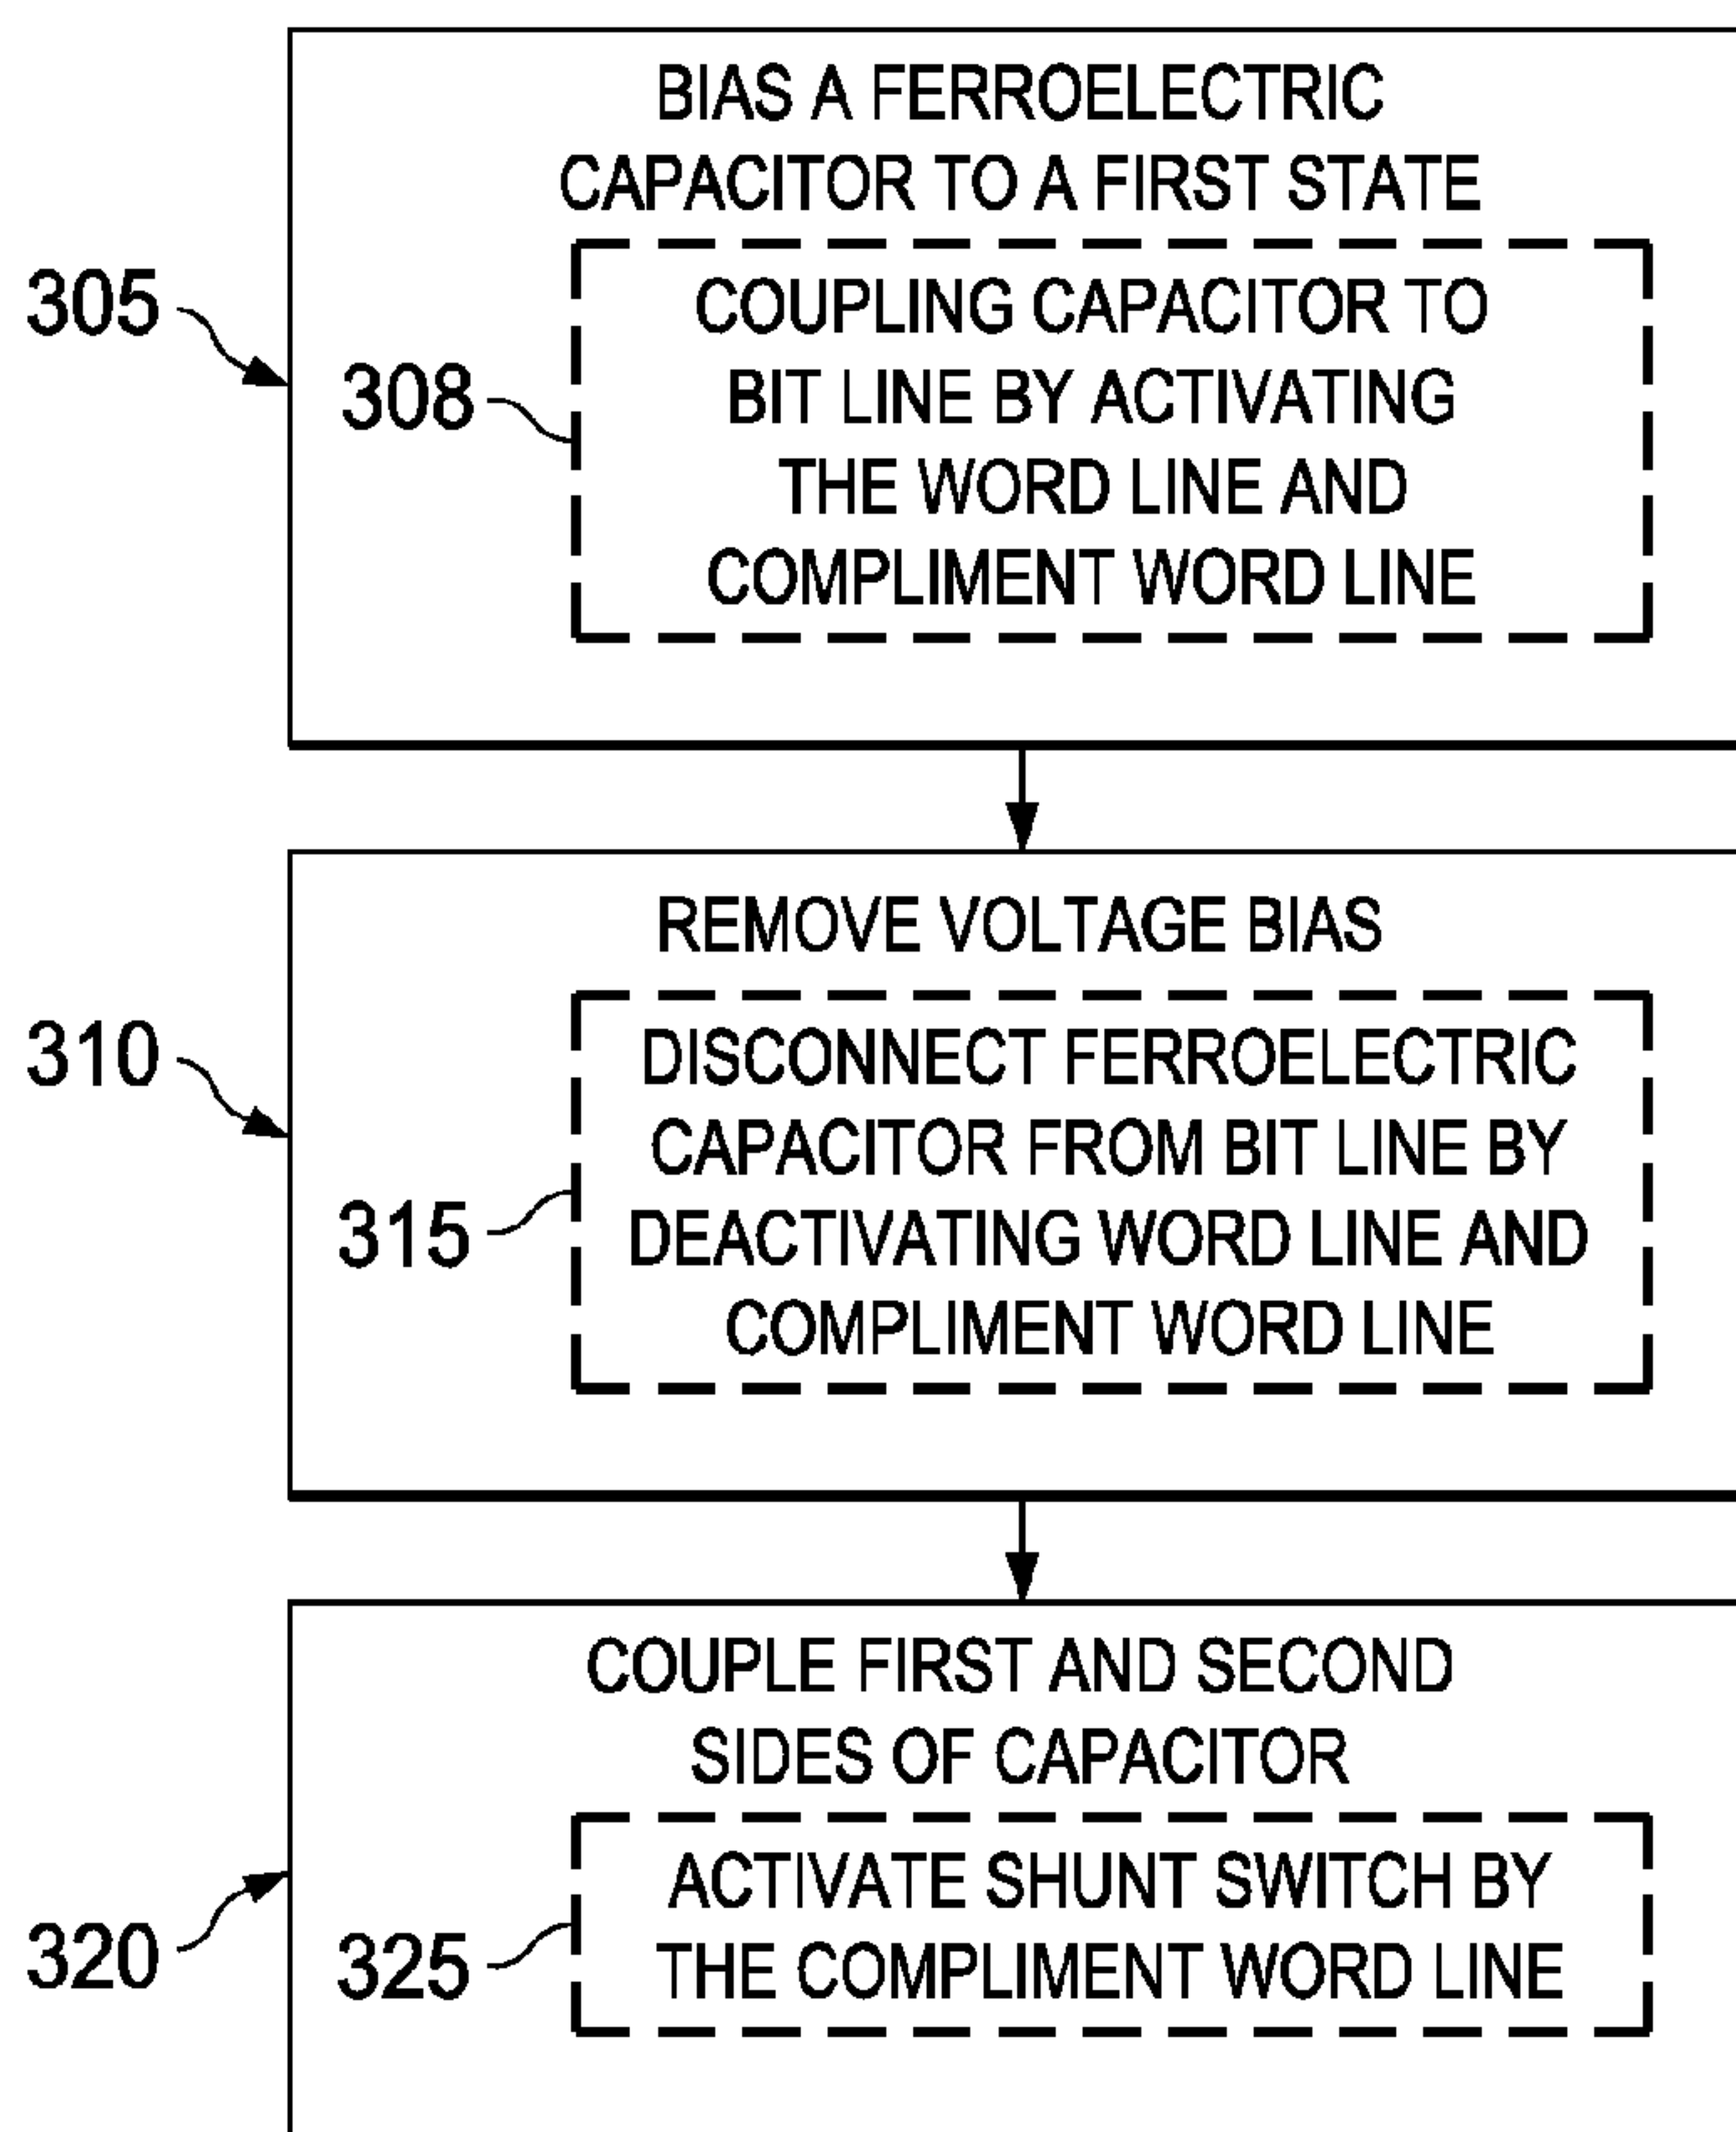 BIAS A FERROELECTRIC
CAPACITOR TO A FIRST STATE
305
COUPLING CAPACITOR TO
308
BIT LINE BY ACTIVATING
THE WORD LINE AND
COMPLIMENT WORD LINE
REMOVE VOLTAGE BIAS
310
DISCONNECT FERROELECTRIC
CAPACITOR FROM BIT LINE BY
315
DEACTIVATING WORD LINE AND
COMPLIMENT WORD LINE
COUPLE FIRST AND SECOND
SIDES OF CAPACITOR
320
ACTIVATE SHUNT SWITCH BY
325
THE COMPLIMENT WORD LINE